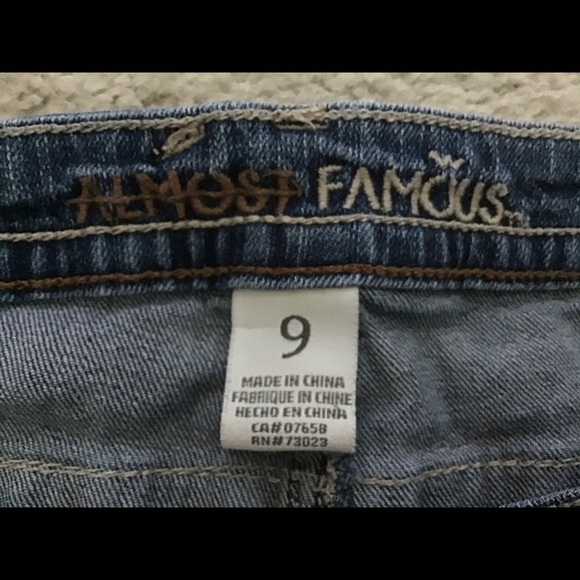 ALMOST FAMOUS
9
MADE IN CHINA
FABRIQUE IN CHINE
HECHO EN CHINA
CA# 07658
RN# 73023